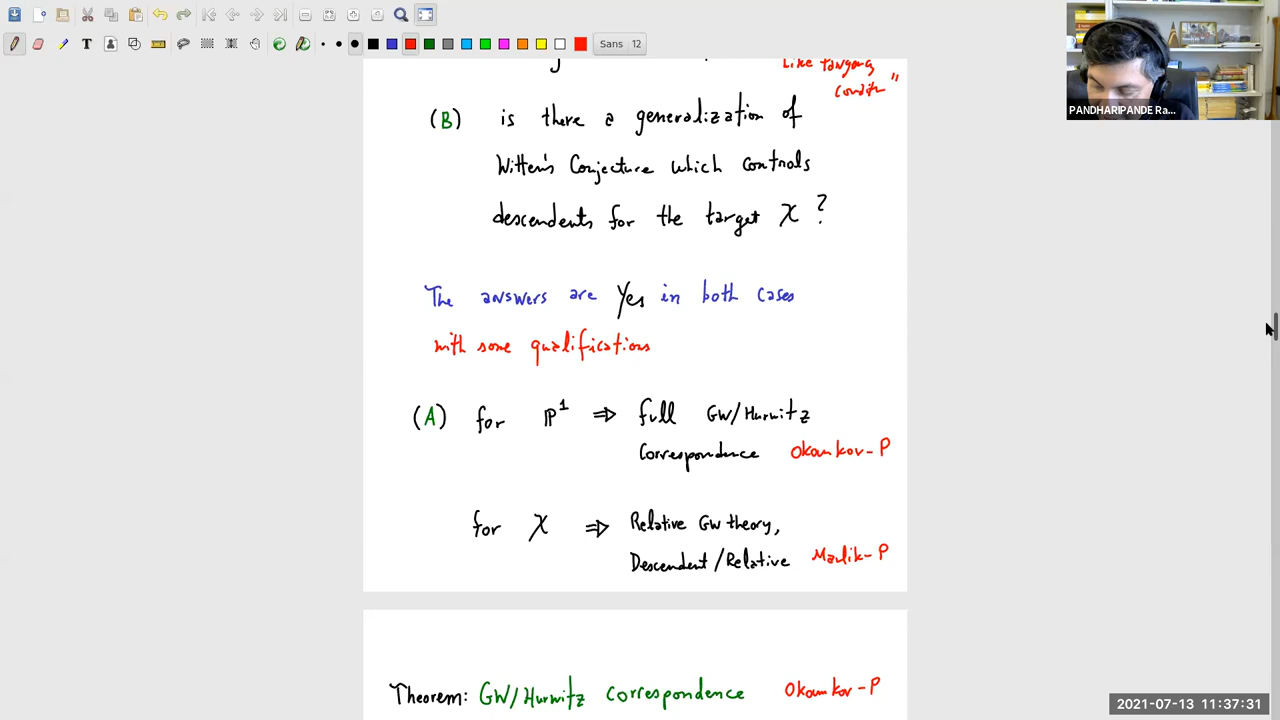 Sans 12
PANDHARIPANDE Ra...
Like tangency
condition"
(B) is there a generalization of
Witten's Conjecture which controls
descendents for the target X ?
The answers are Yes in both cases
with some qualifications
(A) for ℙ¹ ⇒ full GW/Hurwitz
Correspondence Okounkov-P
for X ⇒ Relative GW theory,
Descendent/Relative Maulik-P
Theorem: GW/Hurwitz correspondence Okounkov-P
2021-07-13 11:37:31